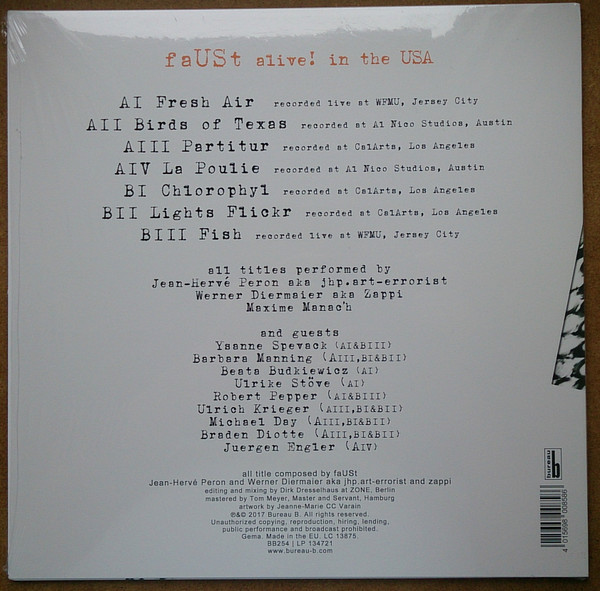 faUSt alive! in the USA
AI Fresh Air recorded live at WFMU, Jersey City
AII Birds of Texas recorded at A1 Nico Studios, Austin
AIII Partitur recorded at CalArts, Los Angeles
AIV La Poulie recorded at A1 Nico Studios, Austin
BI Chlorophyl recorded at CalArts, Los Angeles
BII Lights Flickr recorded at CalArts, Los Angeles
BIII Fish recorded live at WFMU, Jersey City
all titles performed by
Jean-Hervé Peron aka jhp.art-errorist
Werner Diermaier aka Zappi
Maxime Manac'h
and guests
Ysanne Spevack (AI&BIII)
Barbara Manning (AIII,BI&BII)
Beata Budkiewicz (AI)
Ulrike Stöve (AI)
Robert Pepper (AI&BIII)
Ulrich Krieger (AIII,BI&BII)
Michael Day (AIII,BI&BII)
Braden Diotte (AIII,BI&BII)
Juergen Engler (AIV)
all title composed by faUSt
Jean-Hervé Peron and Werner Diermaier aka jhp.art-errorist and zappi
editing and mixing by Dirk Dresselhaus at ZONE, Berlin
mastered by Tom Meyer, Master and Servant, Hamburg
artwork by Jeanne-Marie CC Varain
℗&© 2017 Bureau B. All rights reserved.
Unauthorized copying, reproduction, hiring, lending,
public performance and broadcast prohibited.
Gema. Made in the EU. LC 13875.
BB254 | LP 134721
www.bureau-b.com
bureau b
4 015698 008586